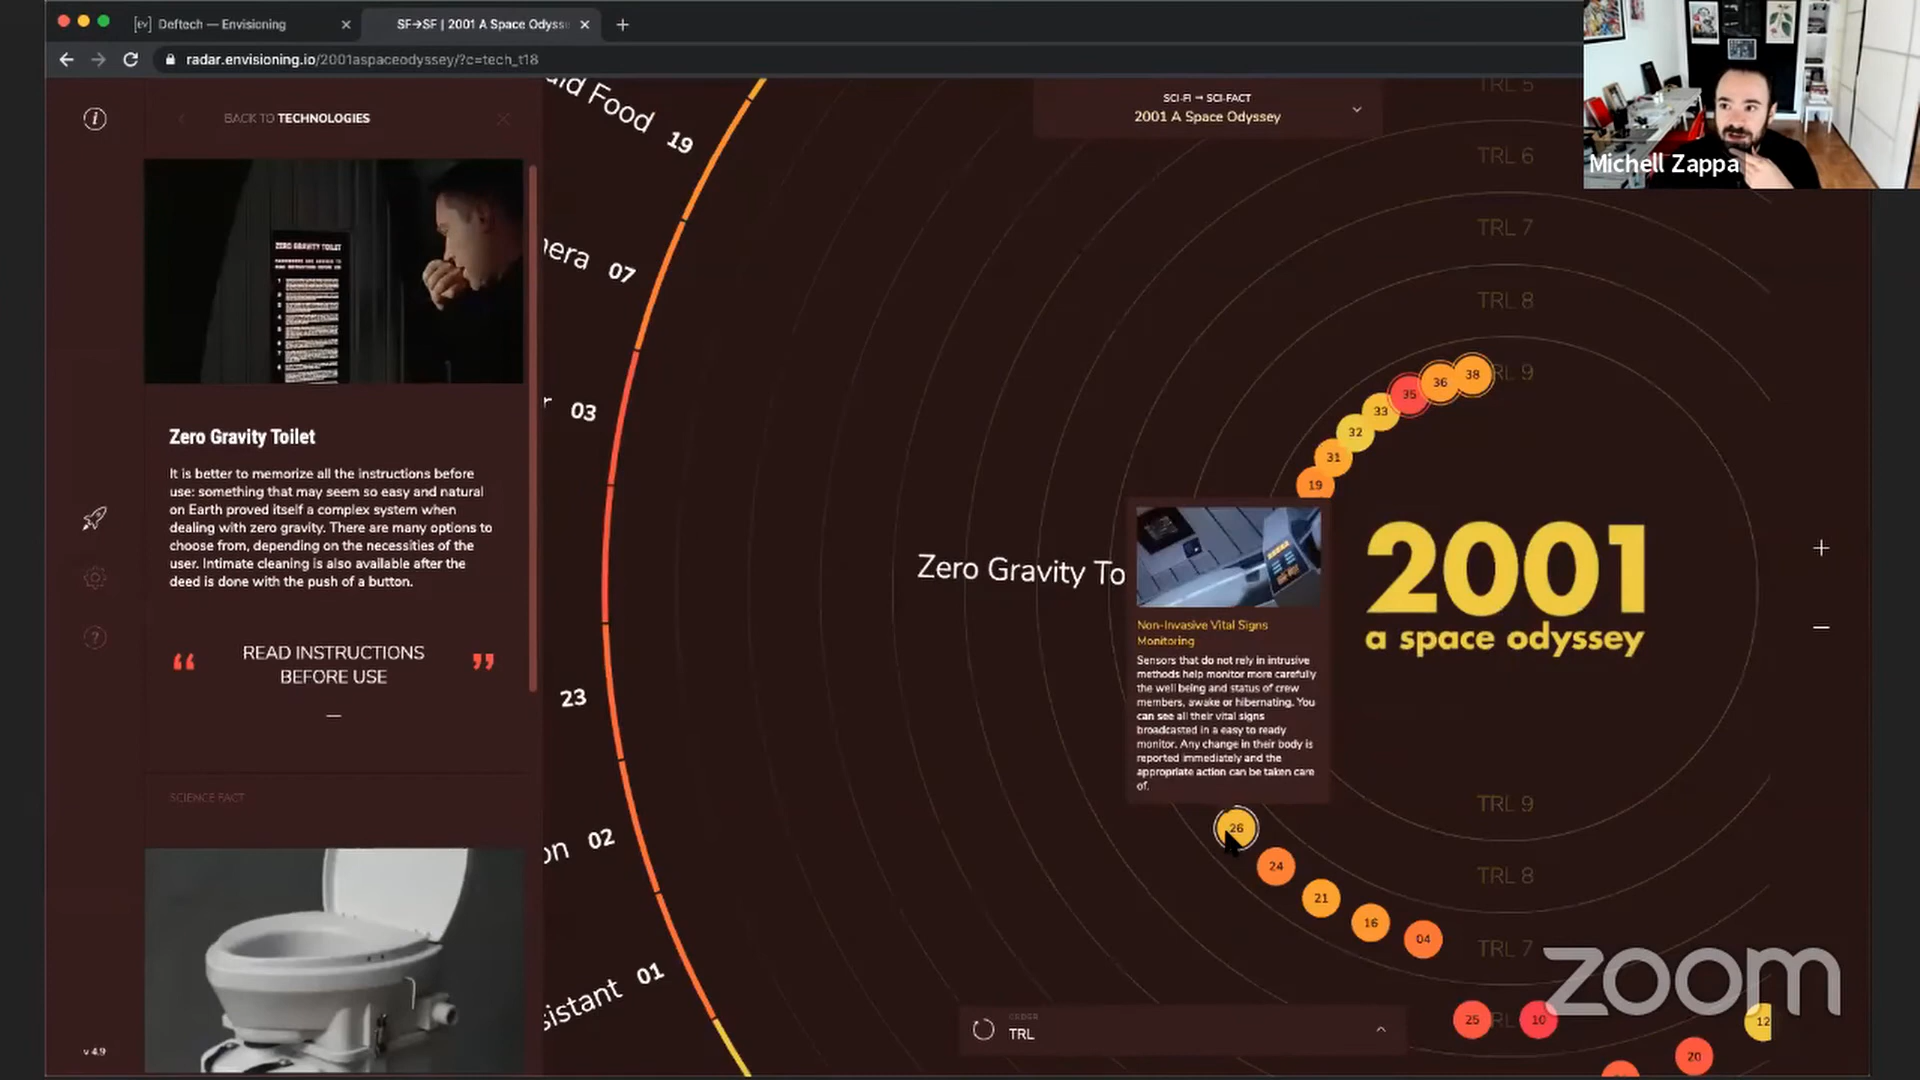 Deftech — Envisioning
SF→SF | 2001 A Space Odyss
radar.envisioning.io/2001aspaceodyssey/?c=tech_t18
BACK TO TECHNOLOGIES
ZERO GRAVITY TOILET
Zero Gravity Toilet
It is better to memorize all the instructions before
use: something that may seem so easy and natural
on Earth proved itself a complex system when
dealing with zero gravity. There are many options to
choose from, depending on the necessities of the
user. Intimate cleaning is also available after the
deed is done with the push of a button.
“ READ INSTRUCTIONS
BEFORE USE ”
—
SCIENCE FACT
v 4.9
Food 19
07
03
23
02
sistant 01
SCI-FI → SCI-FACT
2001 A Space Odyssey
TRL 5
TRL 6
TRL 7
TRL 8
TRL 9
38
36
35
33
32
31
19
Zero Gravity To
Non-Invasive Vital Signs
Monitoring
Sensors that do not rely in intrusive
methods help monitor more carefully
the well being and status of crew
members, awake or hibernating. You
can see all their vital signs
broadcasted in a easy to ready
monitor. Any change in their body is
reported immediately and the
appropriate action can be taken care
of.
2001
a space odyssey
26
24
21
16
04
TRL 9
TRL 8
TRL 7
25
10
12
20
ORDER
TRL
Michell Zappa
zoom